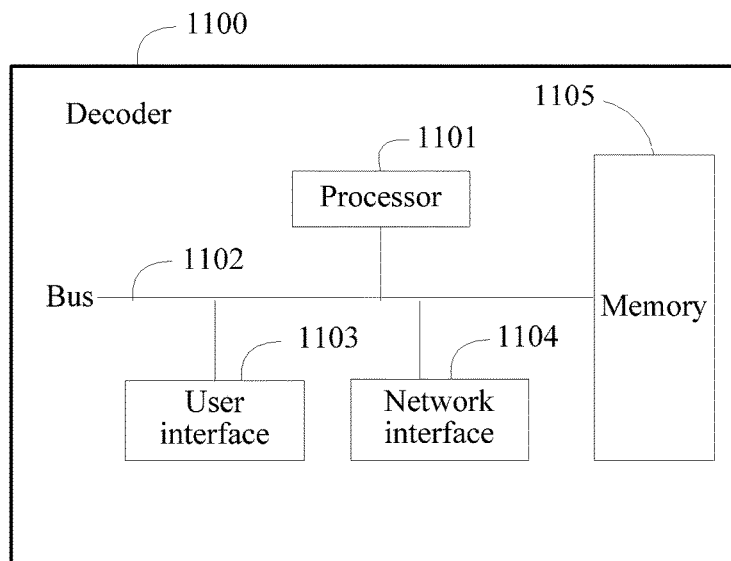 1100
Decoder
1105
1101
Processor
1102
Bus
Memory
1103
1104
User
interface
Network
interface